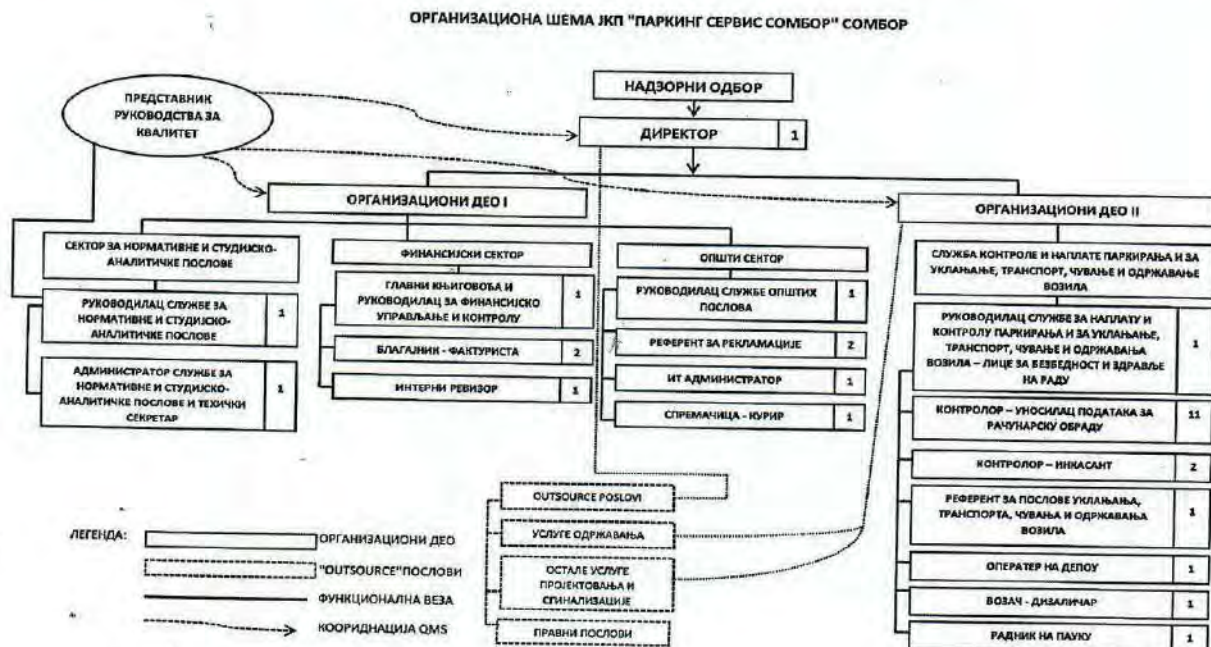 ОРГАНИЗАЦИОНА ШЕМА ЈКП "ПАРКИНГ СЕРВИС СОМБОР" СОМБОР
ПРЕДСТАВНИК
РУКОВОДСТВА ЗА
КВАЛИТЕТ
НАДЗОРНИ ОДБОР
ДИРЕКТОР 1
ОРГАНИЗАЦИОНИ ДЕО I
СЕКТОР ЗА НОРМАТИВНЕ И СТУДИЈСКО-
АНАЛИТИЧКЕ ПОСЛОВЕ
РУКОВОДИЛАЦ СЛУЖБЕ ЗА
НОРМАТИВНЕ И СТУДИЈСКО-
АНАЛИТИЧКЕ ПОСЛОВЕ
1
АДМИНИСТРАТОР СЛУЖБЕ ЗА
НОРМАТИВНЕ И СТУДИЈСКО-
АНАЛИТИЧКЕ ПОСЛОВЕ И ТЕХИЧКИ
СЕКРЕТАР
1
ФИНАНСИЈСКИ СЕКТОР
ГЛАВНИ КЊИГОВОЂА И
РУКОВОДИЛАЦ ЗА ФИНАНСИЈСКО
УПРАВЉАЊЕ И КОНТРОЛУ
1
БЛАГАЈНИК - ФАКТУРИСТА 2
ИНТЕРНИ РЕВИЗОР 1
ОПШТИ СЕКТОР
РУКОВОДИЛАЦ СЛУЖБЕ ОПШТИХ
ПОСЛОВА
1
РЕФЕРЕНТ ЗА РЕКЛАМАЦИЈЕ 2
ИТ АДМИНИСТРАТОР 1
СПРЕМАЧИЦА - КУРИР 1
ОРГАНИЗАЦИОНИ ДЕО II
СЛУЖБА КОНТРОЛЕ И НАПЛАТЕ ПАРКИРАЊА И ЗА
УКЛАЊАЊЕ, ТРАНСПОРТ, ЧУВАЊЕ И ОДРЖАВАЊЕ
ВОЗИЛА
РУКОВОДИЛАЦ СЛУЖБЕ ЗА НАПЛАТУ
И КОНТРОЛУ ПАРКИРАЊА И ЗА УКЛАЊАЊЕ,
ТРАНСПОРТ, ЧУВАЊЕ И ОДРЖАВАЊА
ВОЗИЛА – ЛИЦЕ ЗА БЕЗБЕДНОСТ И ЗДРАВЉЕ
НА РАДУ
1
КОНТРОЛОР – УНОСИЛАЦ ПОДАТАКА ЗА
РАЧУНАРСКУ ОБРАДУ
11
КОНТРОЛОР – ИНКАСАНТ 2
РЕФЕРЕНТ ЗА ПОСЛОВЕ УКЛАЊАЊА,
ТРАНСПОРТА, ЧУВАЊА И ОДРЖАВАЊА
ВОЗИЛА
1
ОПЕРАТЕР НА ДЕПОУ 1
ВОЗАЧ - ДИЗАЛИЧАР 1
РАДНИК НА ПАУКУ 1
OUTSOURCE POSLOVI
УСЛУГЕ ОДРЖАВАЊА
ОСТАЛЕ УСЛУГЕ
ПРОЈЕКТОВАЊА И
СГИНАЛИЗАЦИЈЕ
ПРАВНИ ПОСЛОВИ
ЛЕГЕНДА:
ОРГАНИЗАЦИОНИ ДЕО
"OUTSOURCE" ПОСЛОВИ
ФУНКЦИОНАЛНА ВЕЗА
КООРИДНАЦИЈА QMS